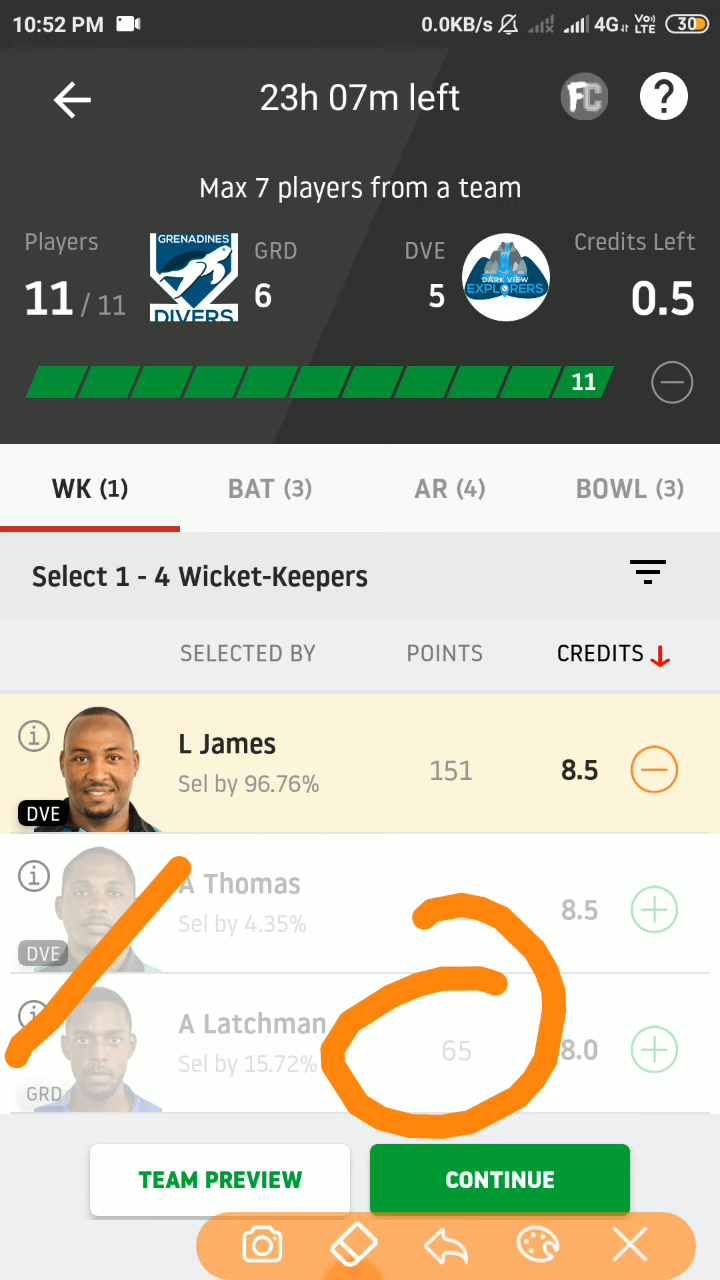 10:52 PM 0.0KB/s 4G Vo)) LTE 30
23h 07m left FC ?
Max 7 players from a team
Players GRENADINES DIVERS GRD DVE DARK VIEW EXPLORERS Credits Left
11 / 11 6 5 0.5
11
WK (1) BAT (3) AR (4) BOWL (3)
Select 1 - 4 Wicket-Keepers
SELECTED BY POINTS CREDITS
L James
Sel by 96.76% 151 8.5
DVE
A Thomas
Sel by 4.35% 8.5
DVE
A Latchman
Sel by 15.72% 65 8.0
GRD
TEAM PREVIEW CONTINUE